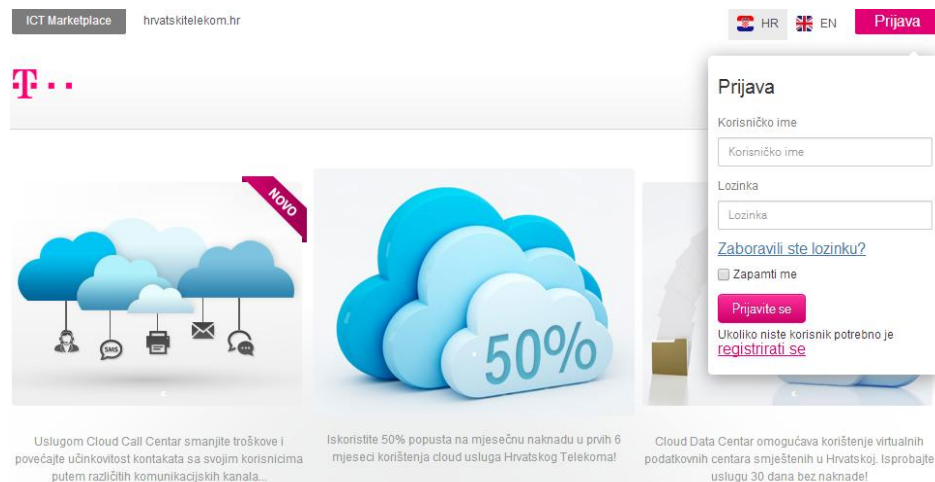 ICT Marketplace
hrvatskitelekom.hr
HR
EN
Prijava
T
Prijava
Korisničko ime
Korisničko ime
Lozinka
Lozinka
Zaboravili ste lozinku?
Zapamti me
Prijavite se
Ukoliko niste korisnik potrebno je
registrirati se
NOVO
SMS
50%
Uslugom Cloud Call Centar smanjite troškove i
povećajte učinkovitost kontakata sa svojim korisnicima
putem različitih komunikacijskih kanala...
Iskoristite 50% popusta na mjesečnu naknadu u prvih 6
mjeseci korištenja cloud usluga Hrvatskog Telekoma!
Cloud Data Centar omogućava korištenje virtualnih
podatkovnih centara smještenih u Hrvatskoj. Isprobajte
uslugu 30 dana bez naknade!